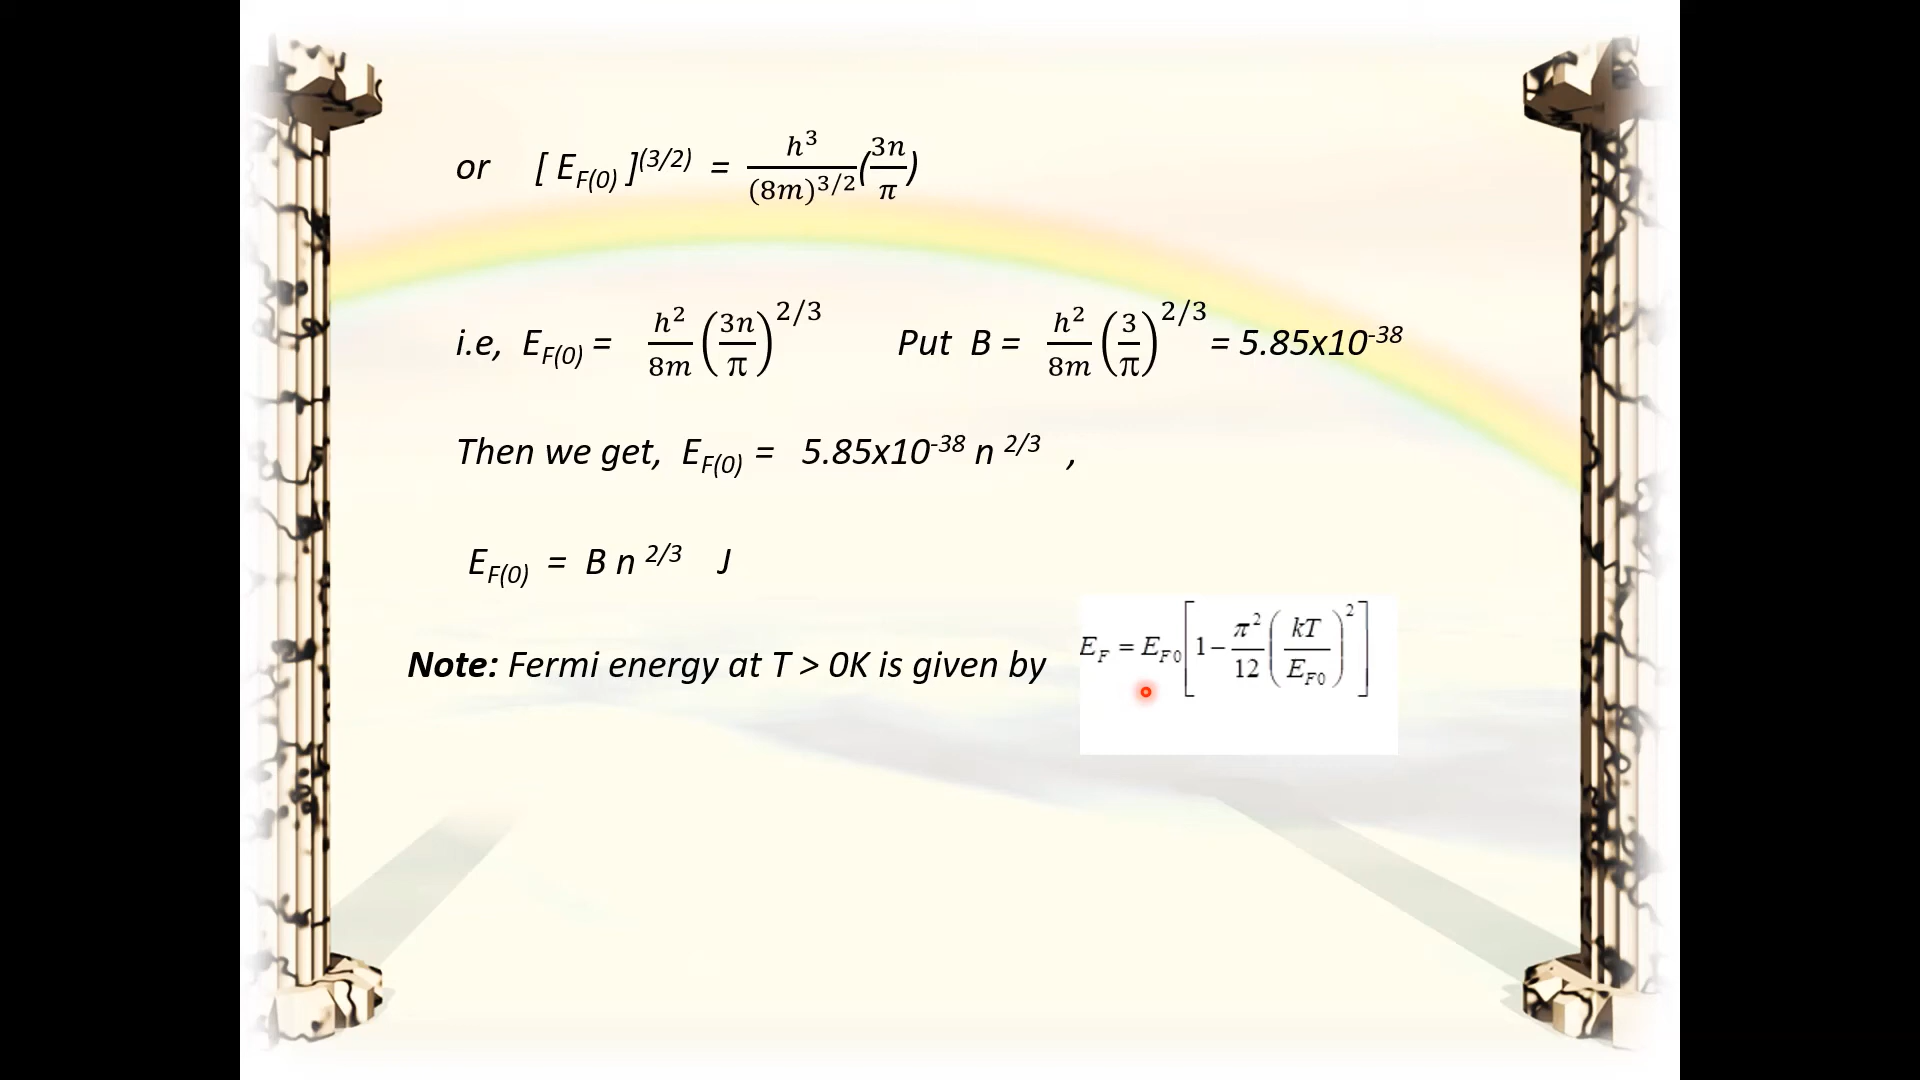 or [ E_F(0) ]^(3/2) = h^3/(8m)^3/2 (3n/π)
i.e, E_F(0) = h^2/8m (3n/π)^2/3 Put B = h^2/8m (3/π)^2/3 = 5.85x10^-38
Then we get, E_F(0) = 5.85x10^-38 n ^2/3 ,
E_F(0) = B n ^2/3 J
Note: Fermi energy at T > 0K is given by E_F = E_F0 [1 − π^2/12 (kT/E_F0)^2]